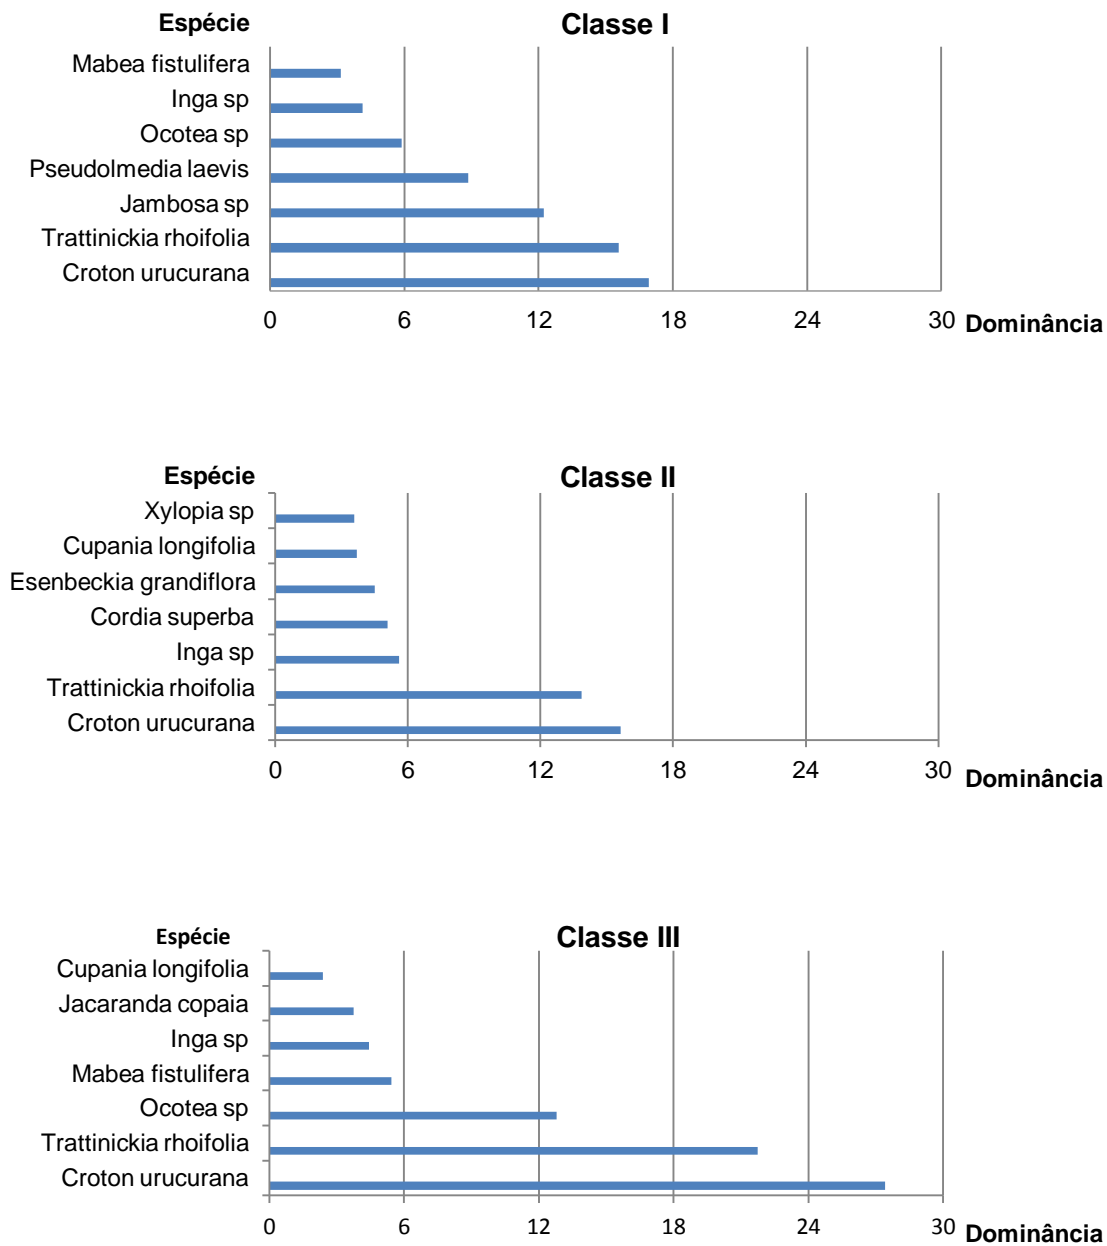 Espécie
Classe I
Mabea fistulifera
Inga sp
Ocotea sp
Pseudolmedia laevis
Jambosa sp
Trattinickia rhoifolia
Croton urucurana
0 6 12 18 24 30 Dominância
Espécie
Classe II
Xylopia sp
Cupania longifolia
Esenbeckia grandiflora
Cordia superba
Inga sp
Trattinickia rhoifolia
Croton urucurana
0 6 12 18 24 30 Dominância
Espécie
Classe III
Cupania longifolia
Jacaranda copaia
Inga sp
Mabea fistulifera
Ocotea sp
Trattinickia rhoifolia
Croton urucurana
0 6 12 18 24 30 Dominância